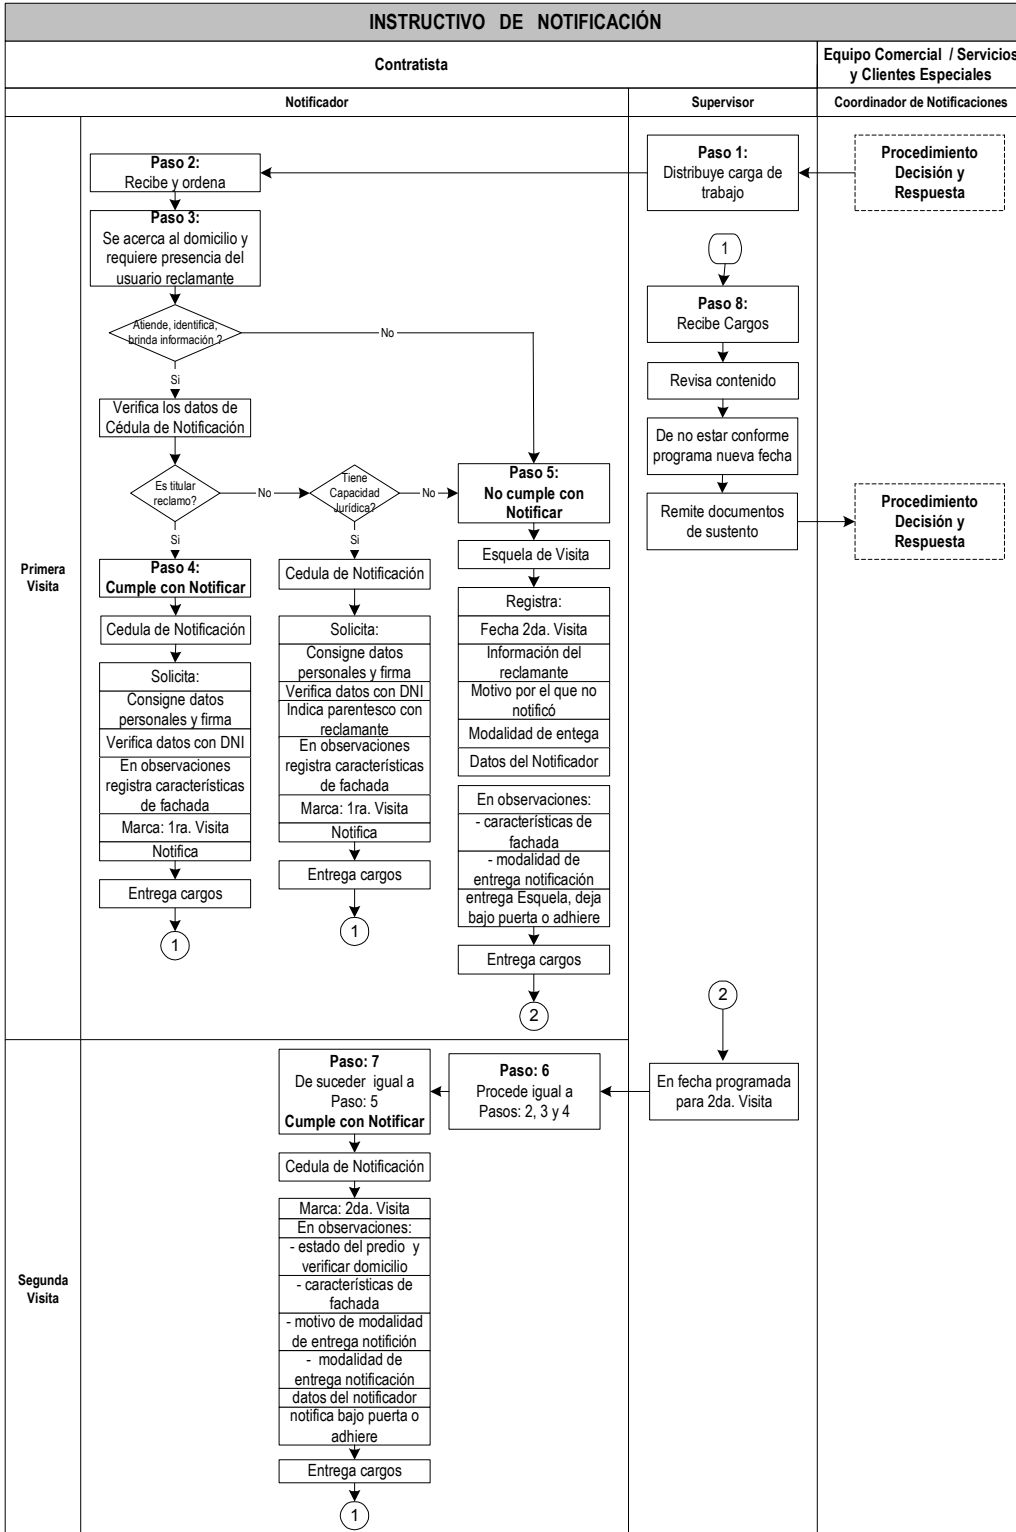 INSTRUCTIVO DE NOTIFICACIÓN
Contratista
Equipo Comercial / Servicios
y Clientes Especiales
Notificador
Supervisor
Coordinador de Notificaciones
Primera
Visita
Paso 2:
Recibe y ordena
Paso 1:
Distribuye carga de
trabajo
Procedimiento
Decisión y
Respuesta
Paso 3:
Se acerca al domicilio y
requiere presencia del
usuario reclamante
Atiende, identifica,
brinda información ?
No
Si
Verifica los datos de
Cédula de Notificación
Es titular
reclamo?
No
Tiene
Capacidad
Jurídica?
No
Si
Si
Paso 4:
Cumple con Notificar
Cedula de Notificación
Solicita:
Consigne datos
personales y firma
Verifica datos con DNI
En observaciones
registra características
de fachada
Marca: 1ra. Visita
Notifica
Entrega cargos
1
Cedula de Notificación
Solicita:
Consigne datos
personales y firma
Verifica datos con DNI
Indica parentesco con
reclamante
En observaciones
registra características
de fachada
Marca: 1ra. Visita
Notifica
Entrega cargos
1
Paso 5:
No cumple con
Notificar
Esquela de Visita
Registra:
Fecha 2da. Visita
Información del
reclamante
Motivo por el que no
notificó
Modalidad de entega
Datos del Notificador
En observaciones:
- características de
fachada
- modalidad de
entrega notificación
entrega Esquela, deja
bajo puerta o adhiere
Entrega cargos
2
1
Paso 8:
Recibe Cargos
Revisa contenido
De no estar conforme
programa nueva fecha
Remite documentos
de sustento
Procedimiento
Decisión y
Respuesta
2
Segunda
Visita
En fecha programada
para 2da. Visita
Paso: 6
Procede igual a
Pasos: 2, 3 y 4
Paso: 7
De suceder igual a
Paso: 5
Cumple con Notificar
Cedula de Notificación
Marca: 2da. Visita
En observaciones:
- estado del predio y
verificar domicilio
- características de
fachada
- motivo de modalidad
de entrega notifición
- modalidad de
entrega notificación
datos del notificador
notifica bajo puerta o
adhiere
Entrega cargos
1